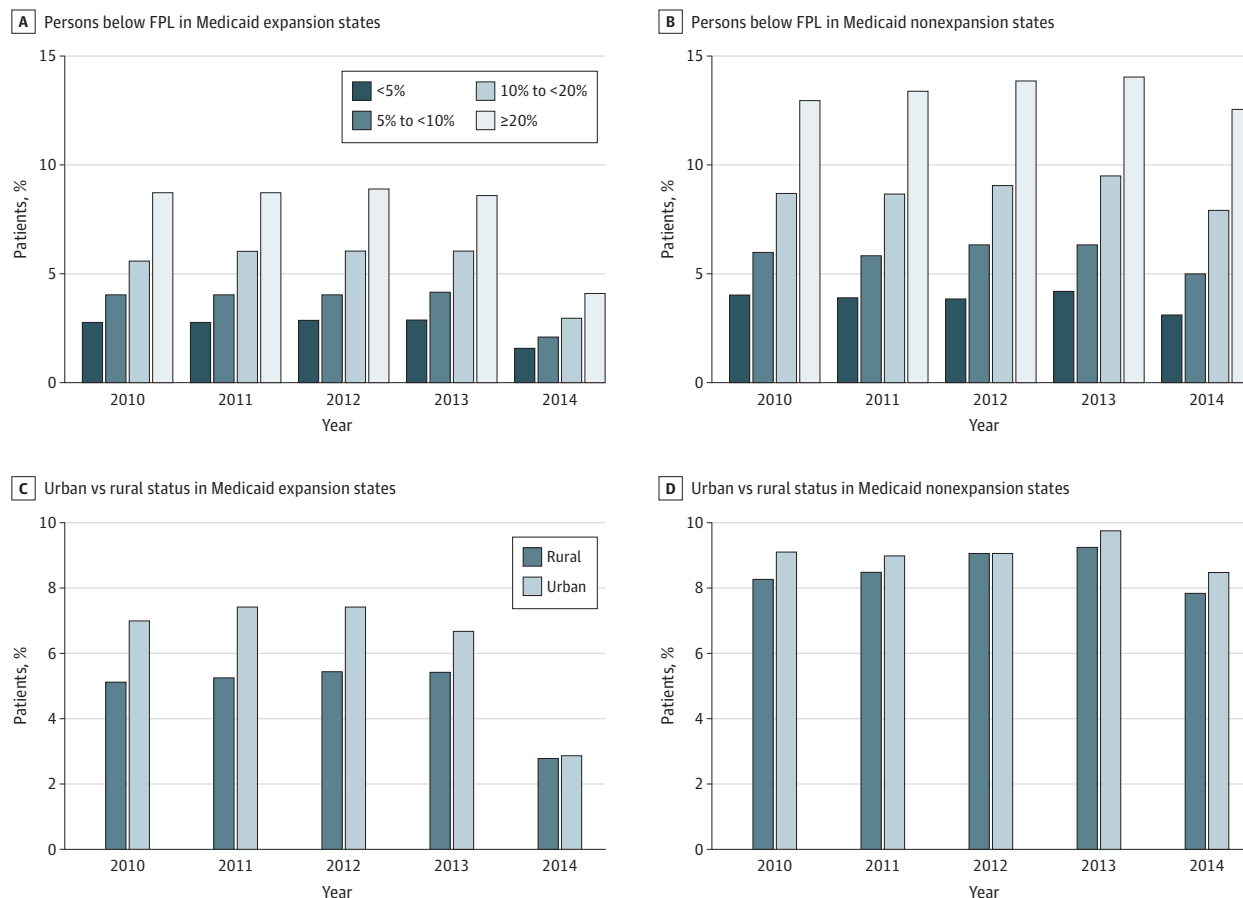 A Persons below FPL in Medicaid expansion states
15
10
5
0
Patients, %
<5%
10% to <20%
5% to <10%
≥20%
2010 2011 2012 2013 2014
Year
B Persons below FPL in Medicaid nonexpansion states
15
10
5
0
Patients, %
2010 2011 2012 2013 2014
Year
C Urban vs rural status in Medicaid expansion states
10
8
6
4
2
0
Patients, %
Rural
Urban
2010 2011 2012 2013 2014
Year
D Urban vs rural status in Medicaid nonexpansion states
10
8
6
4
2
0
Patients, %
2010 2011 2012 2013 2014
Year